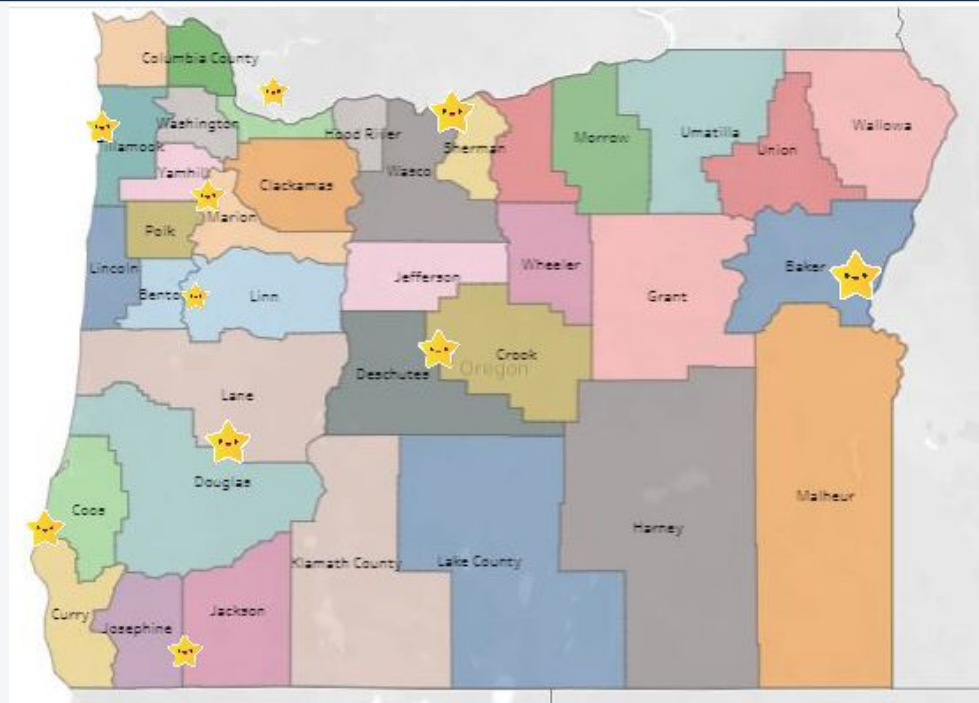 Columbia County
Washington
Hood River
Tillamook
Sherman
Morrow
Umatilla
Wallowa
Union
Yamhill
Wasco
Clackamas
Marion
Polk
Lincoln
Jefferson
Wheeler
Baker
Bento
Linn
Grant
Crook
Oregon
Deschutes
Lane
Douglas
Coos
Malheur
Harney
Klamath County
Lake County
Curry
Josephine
Jackson